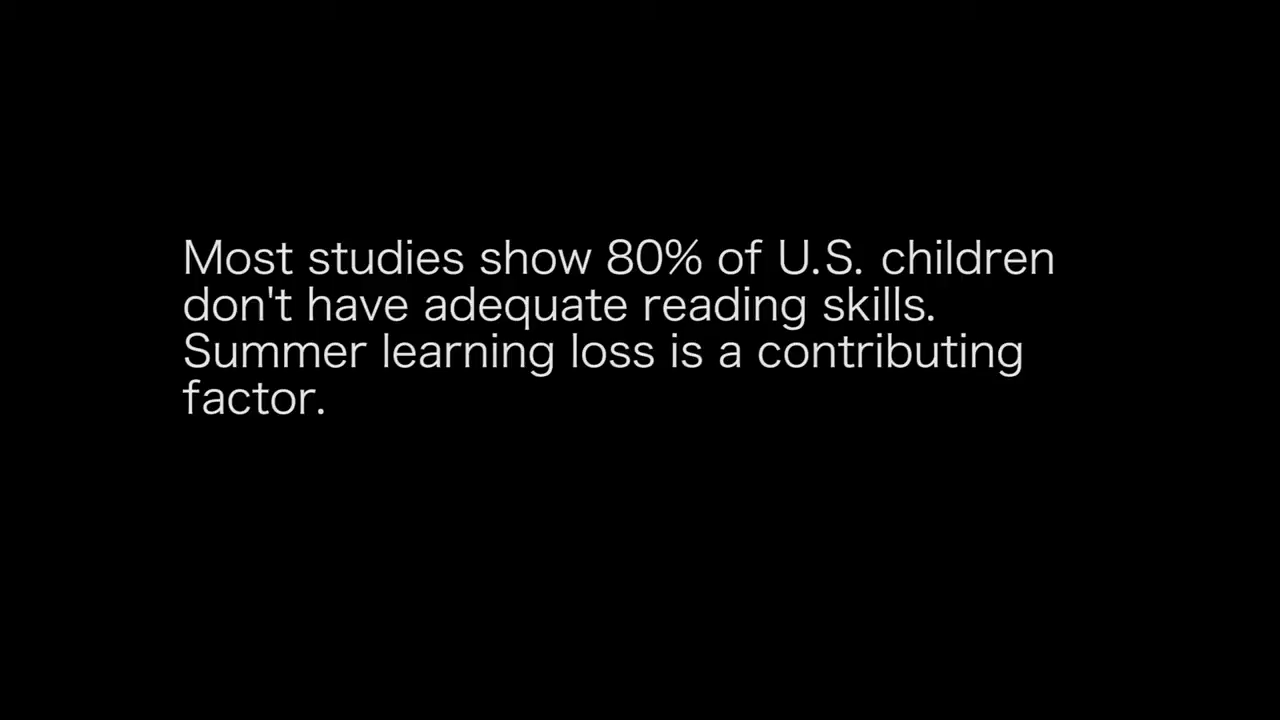 Most studies show 80% of U.S. children
don't have adequate reading skills.
Summer learning loss is a contributing
factor.